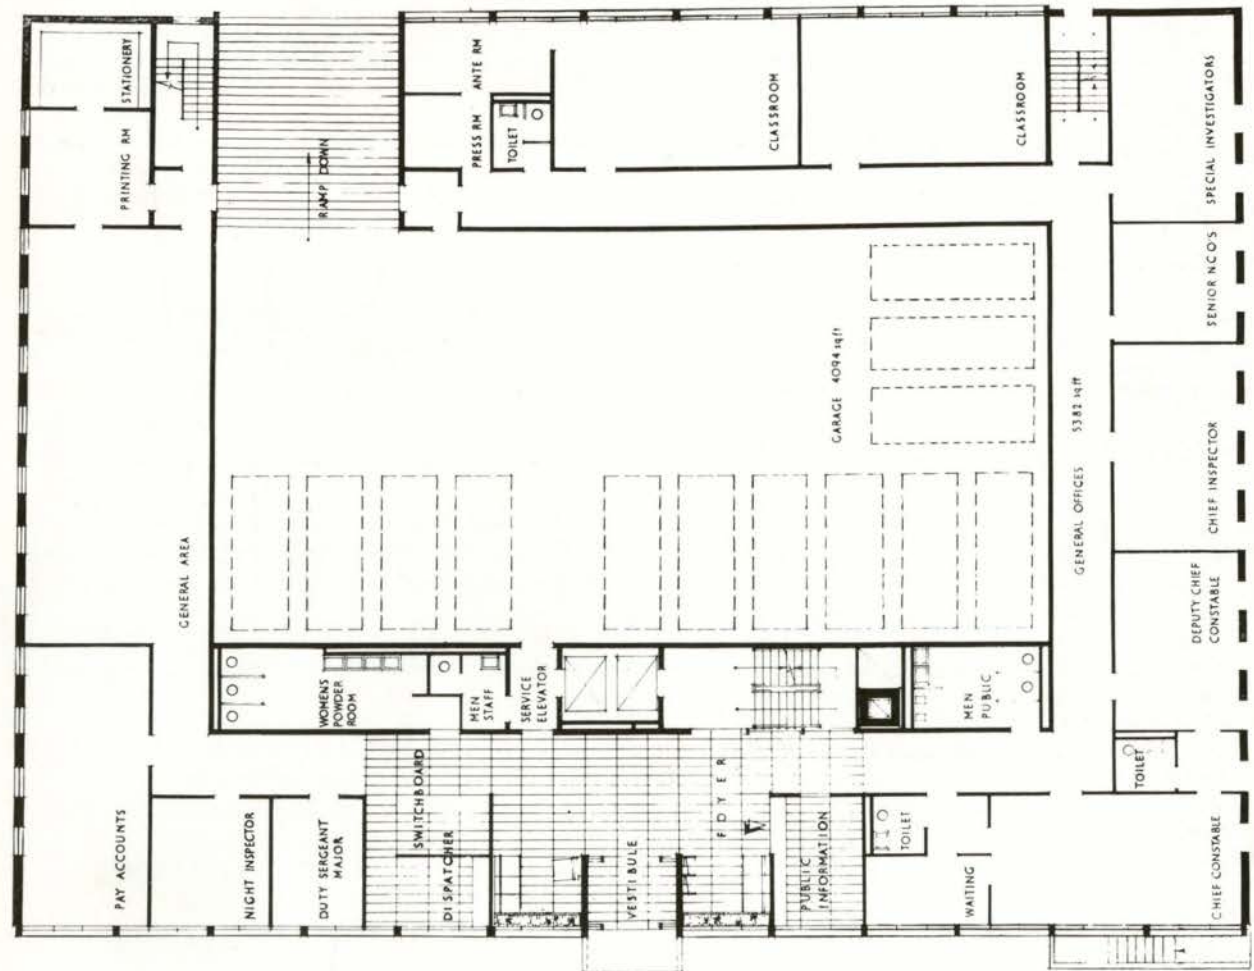 STATIONERY
PRINTING RM
RAMP DOWN
ANTE RM
PRESS RM
TOILET
CLASSROOM
CLASSROOM
SPECIAL INVESTIGATORS
SENIOR N.C.O'S
CHIEF INSPECTOR
DEPUTY CHIEF
CONSTABLE
GENERAL OFFICES 5382 sq ft
GARAGE 4094 sq ft
GENERAL AREA
WOMEN'S
POWDER
ROOM
MEN
STAFF
SERVICE
ELEVATOR
MEN
PUBLIC
TOILET
PAY ACCOUNTS
NIGHT INSPECTOR
DUTY SERGEANT
MAJOR
SWITCHBOARD
DISPATCHER
VESTIBULE
FOYER
PUBLIC
INFORMATION
TOILET
WAITING
CHIEF CONSTABLE